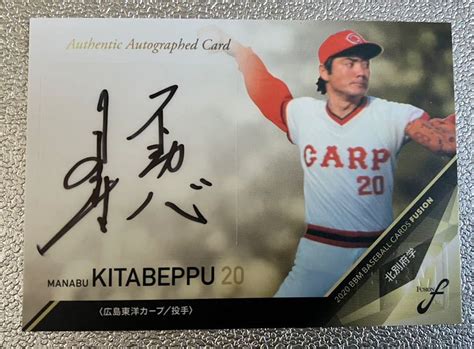 Authentic Autographed Card
不動心
CARP
20
MANABU KITABEPPU 20
〈広島東洋カープ/投手〉
2020 BBM BASEBALL CARDS FUSION
北別府学
FUSION